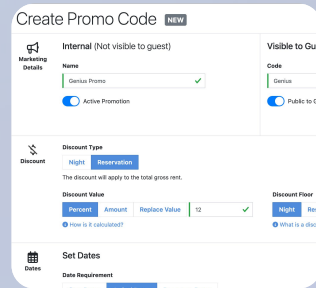 Create Promo Code NEW
Marketing Details
Internal (Not visible to guest)
Name
Genius Promo
Active Promotion
Visible to Gu
Code
Genius
Public to G
Discount
Discount Type
Night Reservation
The discount will apply to the total gross rent.
Discount Value
Percent Amount Replace Value 12
How is it calculated?
Discount Floor
Night Res
What is a disc
Dates
Set Dates
Date Requirement